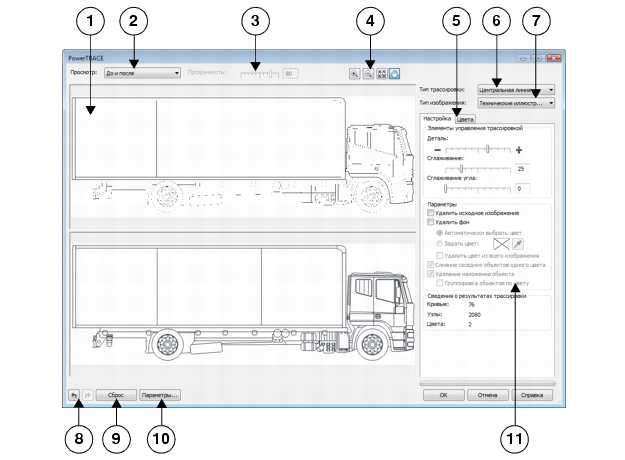 1 2 3 4 5 6 7
PowerTRACE
Просмотр: До и после Прозрачность: 80
Тип трассировки: Центральная линия...
Тип изображения: Технические иллюстр...
Настройка Цвета
Элементы управления трассировкой
Деталь:
Сглаживание:
25
Сглаживание угла:
0
Параметры
Удалить исходное изображение
Удалить фон
Автоматически выбрать цвет
Задать цвет:
Удалить цвет из всего изображения
Слияние соседних объектов одного цвета
Удаление наложения объекта
Группировка объектов по цвету
Сведения о результатах трассировки
Кривые: 76
Узлы: 2080
Цвета: 2
Сброс Параметры... OK Отмена Справка
8 9 10 11